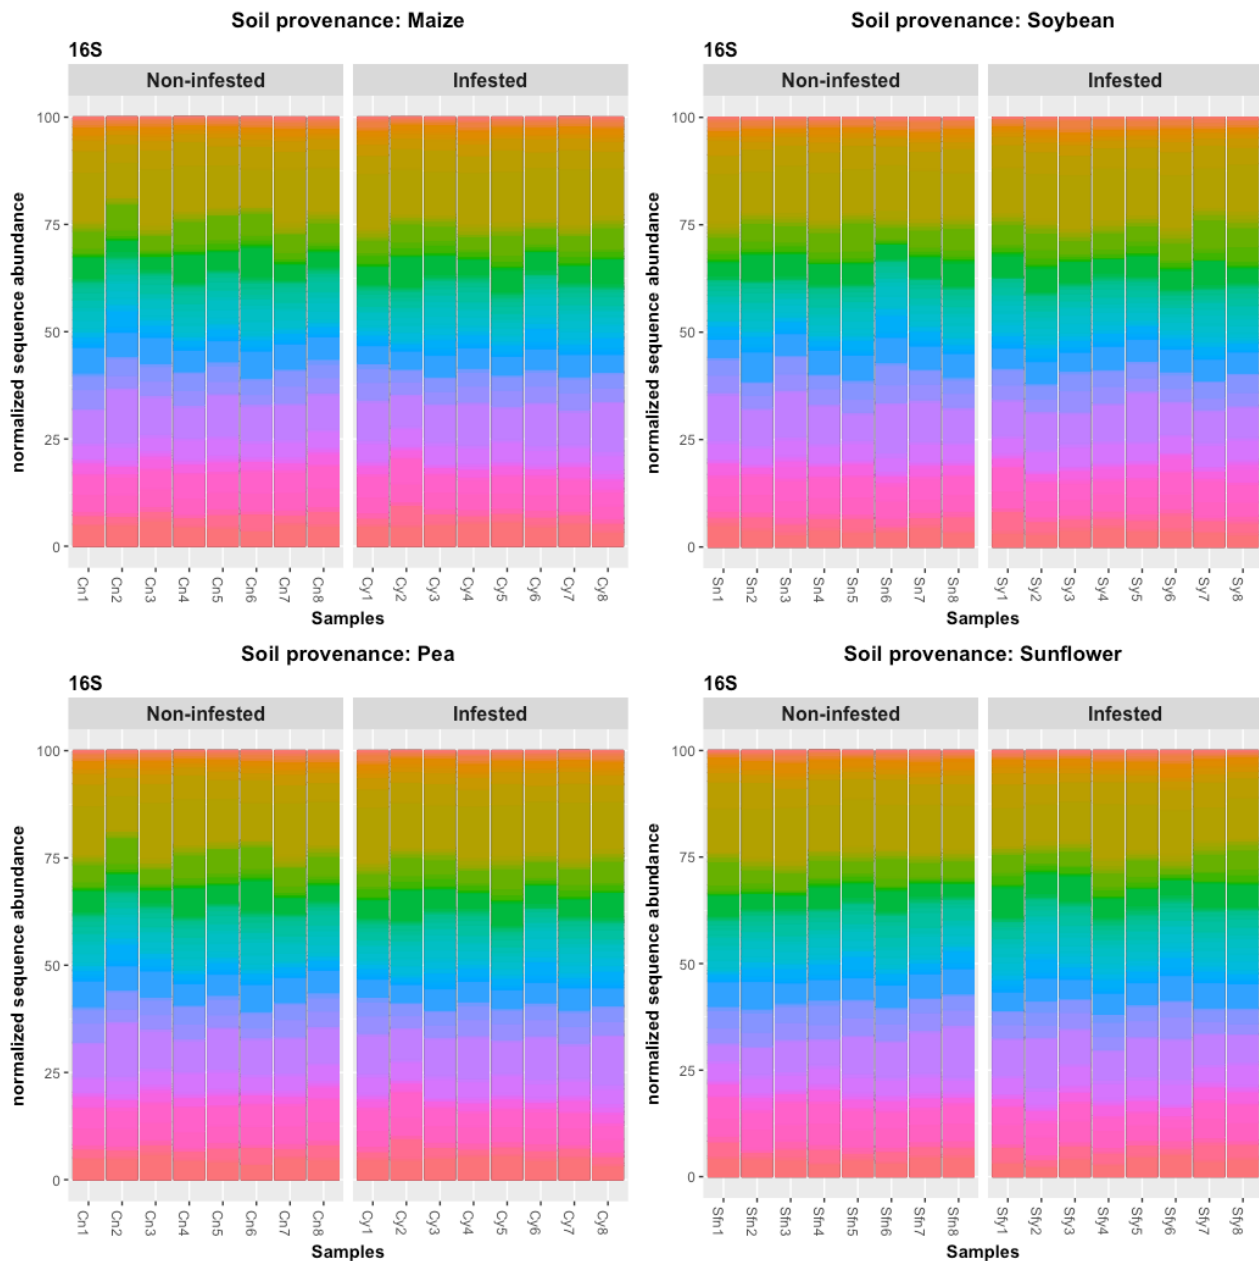 Soil provenance: Maize
16S
Non-infested Infested
normalized sequence abundance
100
75
50
25
0
Cn1 Cn2 Cn3 Cn4 Cn5 Cn6 Cn7 Cn8 Cy1 Cy2 Cy3 Cy4 Cy5 Cy6 Cy7 Cy8
Samples
Soil provenance: Soybean
16S
Non-infested Infested
normalized sequence abundance
100
75
50
25
0
Sn1 Sn2 Sn3 Sn4 Sn5 Sn6 Sn7 Sn8 Sy1 Sy2 Sy3 Sy4 Sy5 Sy6 Sy7 Sy8
Samples
Soil provenance: Pea
16S
Non-infested Infested
normalized sequence abundance
100
75
50
25
0
Cn1 Cn2 Cn3 Cn4 Cn5 Cn6 Cn7 Cn8 Cy1 Cy2 Cy3 Cy4 Cy5 Cy6 Cy7 Cy8
Samples
Soil provenance: Sunflower
16S
Non-infested Infested
normalized sequence abundance
100
75
50
25
0
Sfn1 Sfn2 Sfn3 Sfn4 Sfn5 Sfn6 Sfn7 Sfn8 Sfy1 Sfy2 Sfy3 Sfy4 Sfy5 Sfy6 Sfy7 Sfy8
Samples